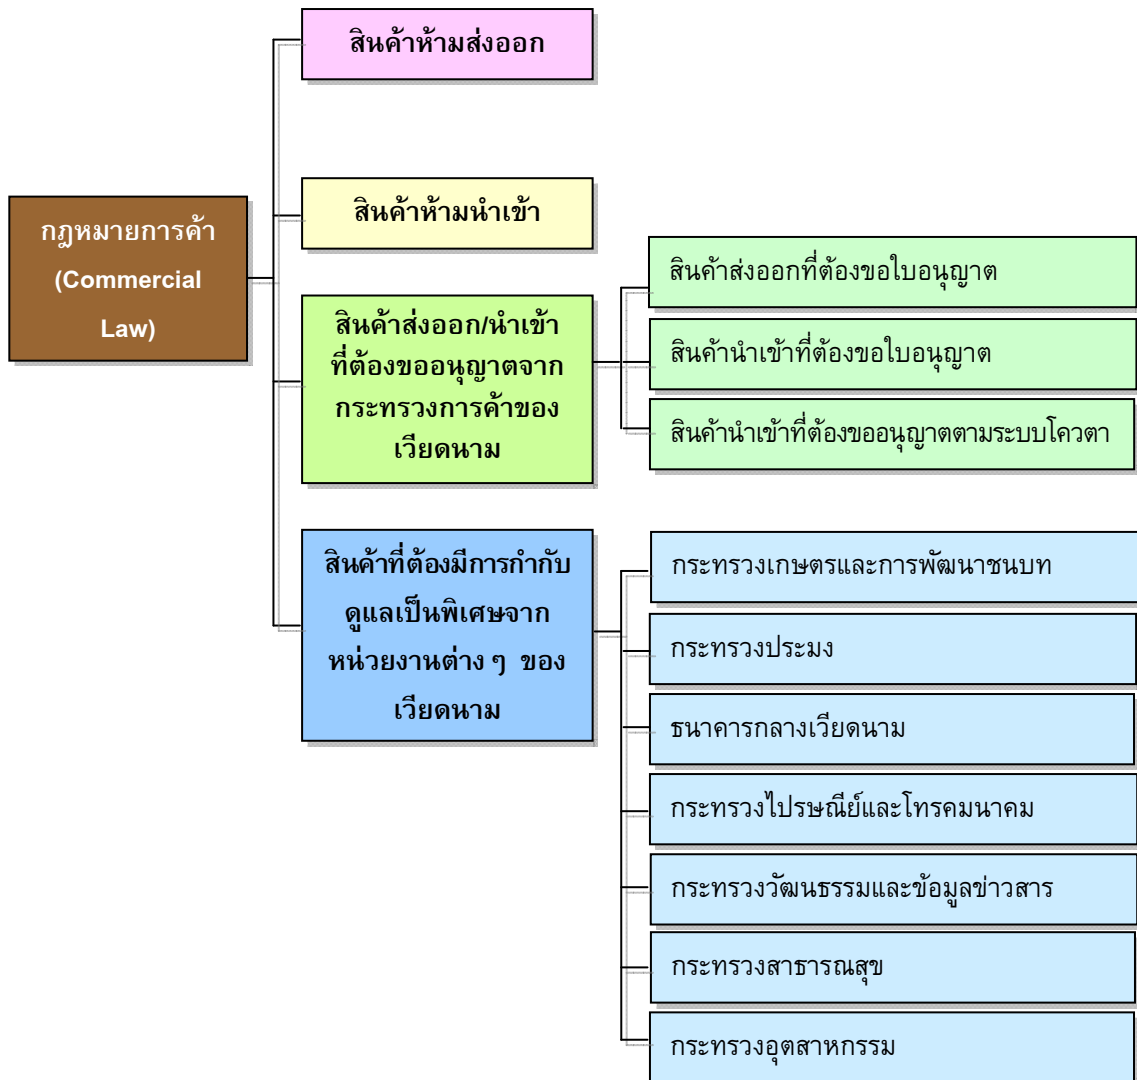 สินค้าห้ามส่งออก
สินค้าห้ามนำเข้า
กฎหมายการค้า
(Commercial
Law)
สินค้าส่งออก/นำเข้า
ที่ต้องขออนุญาตจาก
กระทรวงการค้าของ
เวียดนาม
สินค้าส่งออกที่ต้องขอใบอนุญาต
สินค้านำเข้าที่ต้องขอใบอนุญาต
สินค้านำเข้าที่ต้องขออนุญาตตามระบบโควตา
สินค้าที่ต้องมีการกำกับ
ดูแลเป็นพิเศษจาก
หน่วยงานต่าง ๆ ของ
เวียดนาม
กระทรวงเกษตรและการพัฒนาชนบท
กระทรวงประมง
ธนาคารกลางเวียดนาม
กระทรวงไปรษณีย์และโทรคมนาคม
กระทรวงวัฒนธรรมและข้อมูลข่าวสาร
กระทรวงสาธารณสุข
กระทรวงอุตสาหกรรม